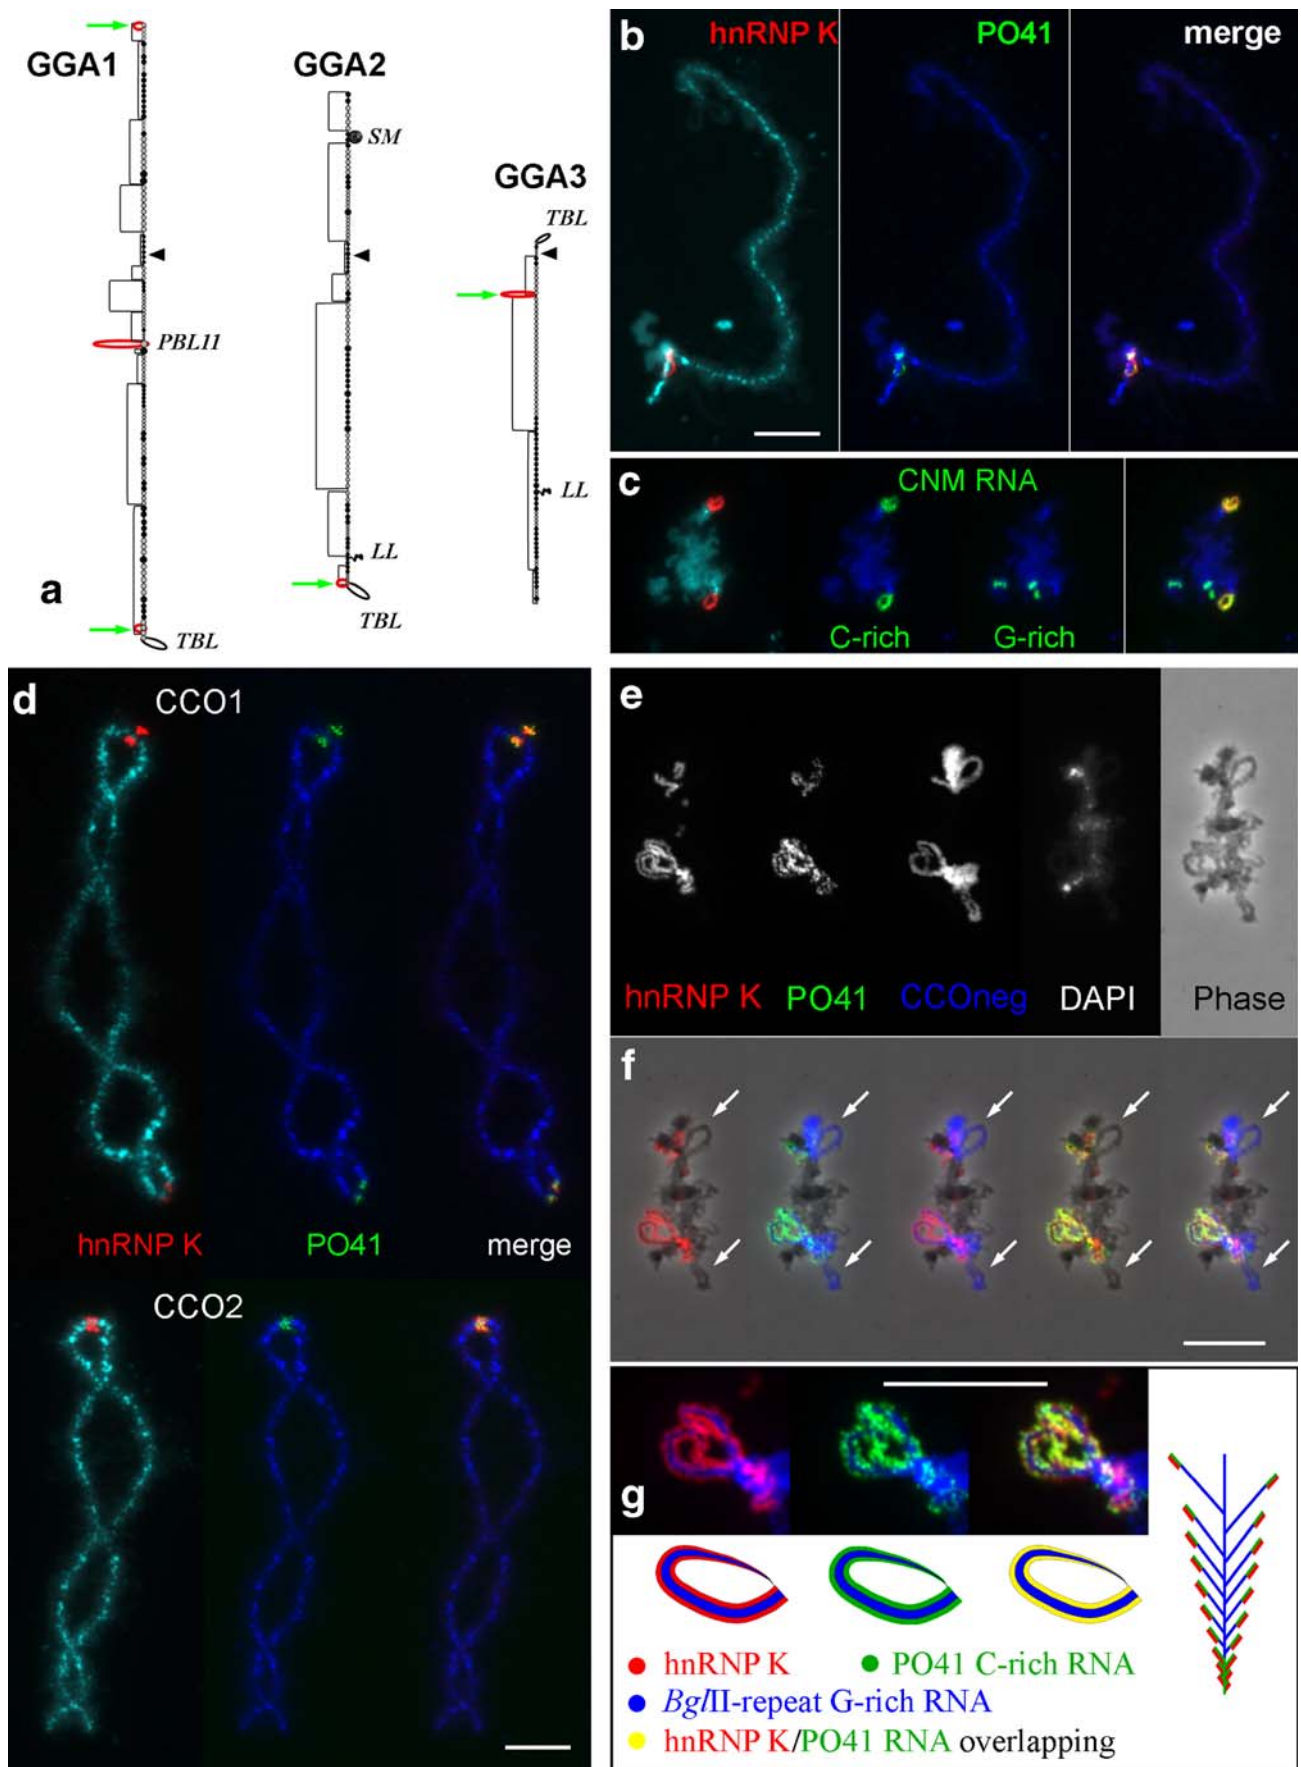 a
GGA1
PBL11
TBL
GGA2
SM
LL
TBL
GGA3
TBL
LL
b
hnRNP K
PO41
merge
c
CNM RNA
C-rich
G-rich
d
CCO1
hnRNP K
PO41
merge
CCO2
e
hnRNP K
PO41
CCOneg
DAPI
Phase
f
g
hnRNP K
PO41 C-rich RNA
BglII-repeat G-rich RNA
hnRNP K/PO41 RNA overlapping